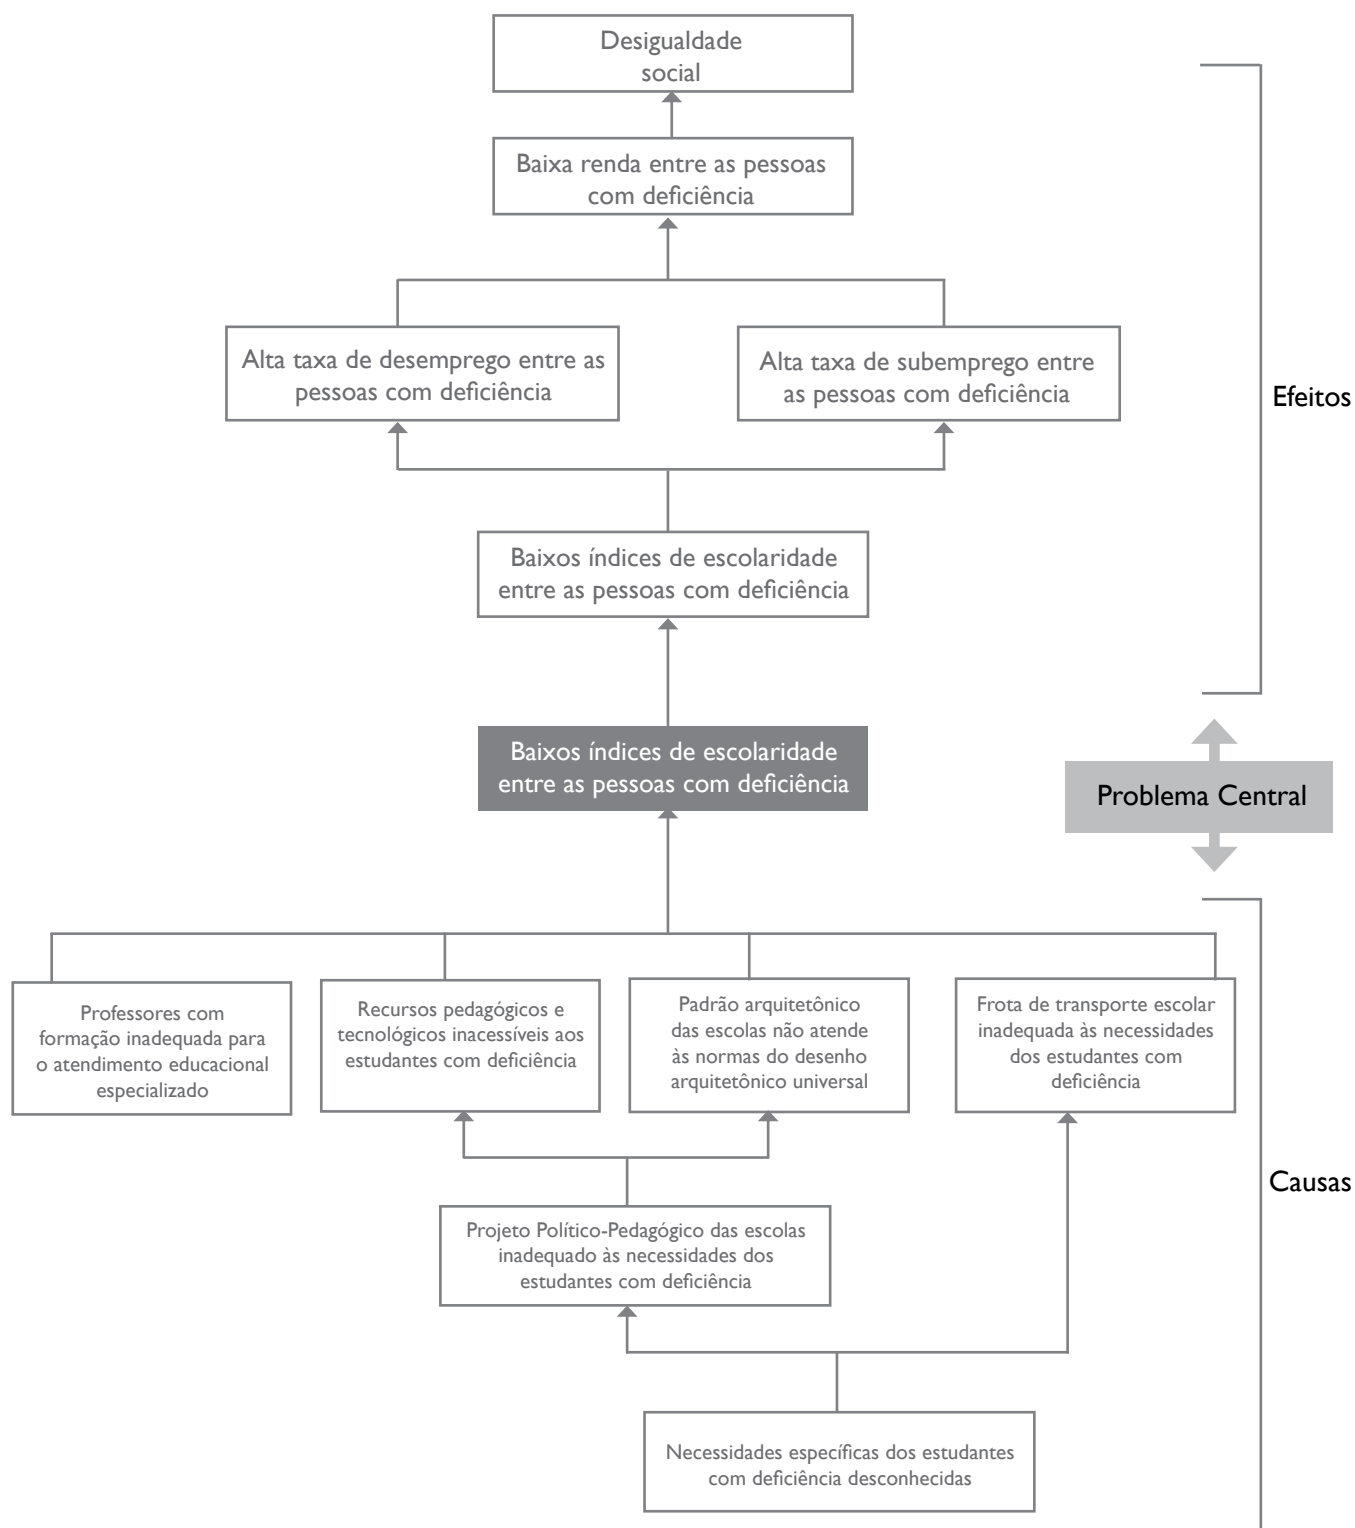 Desigualdade
social
Baixa renda entre as pessoas
com deficiência
Alta taxa de desemprego entre as
pessoas com deficiência
Alta taxa de subemprego entre
as pessoas com deficiência
Efeitos
Baixos índices de escolaridade
entre as pessoas com deficiência
Baixos índices de escolaridade
entre as pessoas com deficiência
Problema Central
Professores com
formação inadequada para
o atendimento educacional
especializado
Recursos pedagógicos e
tecnológicos inacessíveis aos
estudantes com deficiência
Padrão arquitetônico
das escolas não atende
às normas do desenho
arquitetônico universal
Frota de transporte escolar
inadequada às necessidades
dos estudantes com
deficiência
Causas
Projeto Político-Pedagógico das escolas
inadequado às necessidades dos
estudantes com deficiência
Necessidades específicas dos estudantes
com deficiência desconhecidas